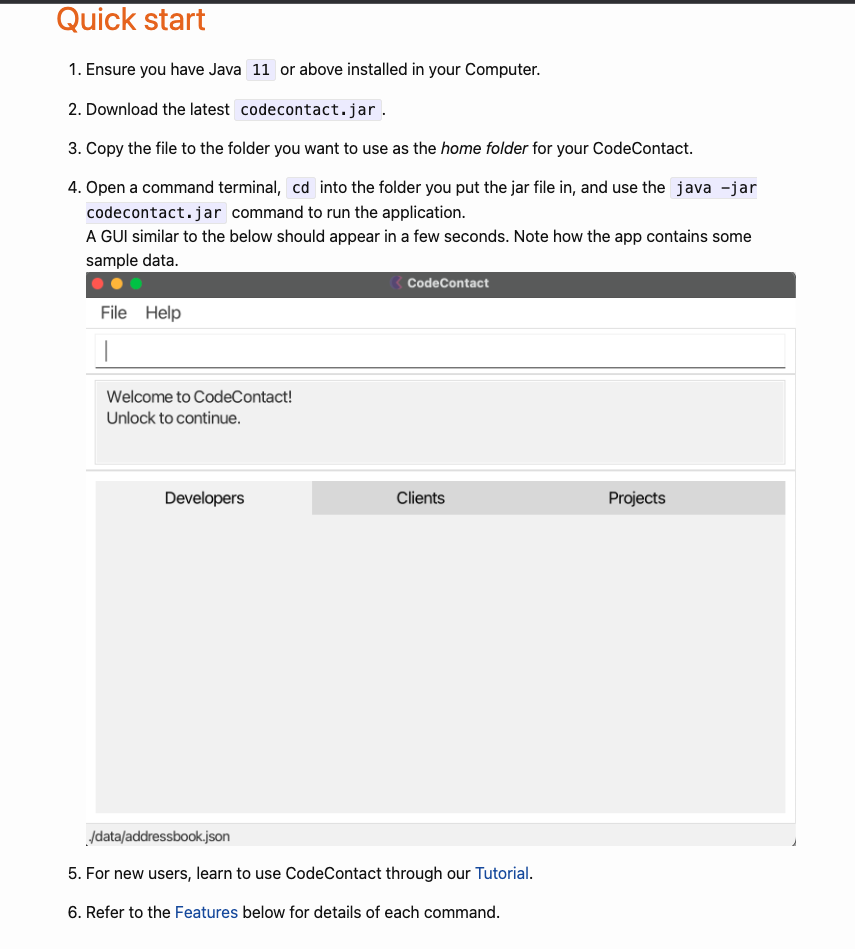 Quick start
1. Ensure you have Java 11 or above installed in your Computer.
2. Download the latest codecontact.jar.
3. Copy the file to the folder you want to use as the home folder for your CodeContact.
4. Open a command terminal, cd into the folder you put the jar file in, and use the java -jar
codecontact.jar command to run the application.
A GUI similar to the below should appear in a few seconds. Note how the app contains some
sample data.
CodeContact
File Help
Welcome to CodeContact!
Unlock to continue.
Developers Clients Projects
./data/addressbook.json
5. For new users, learn to use CodeContact through our Tutorial.
6. Refer to the Features below for details of each command.